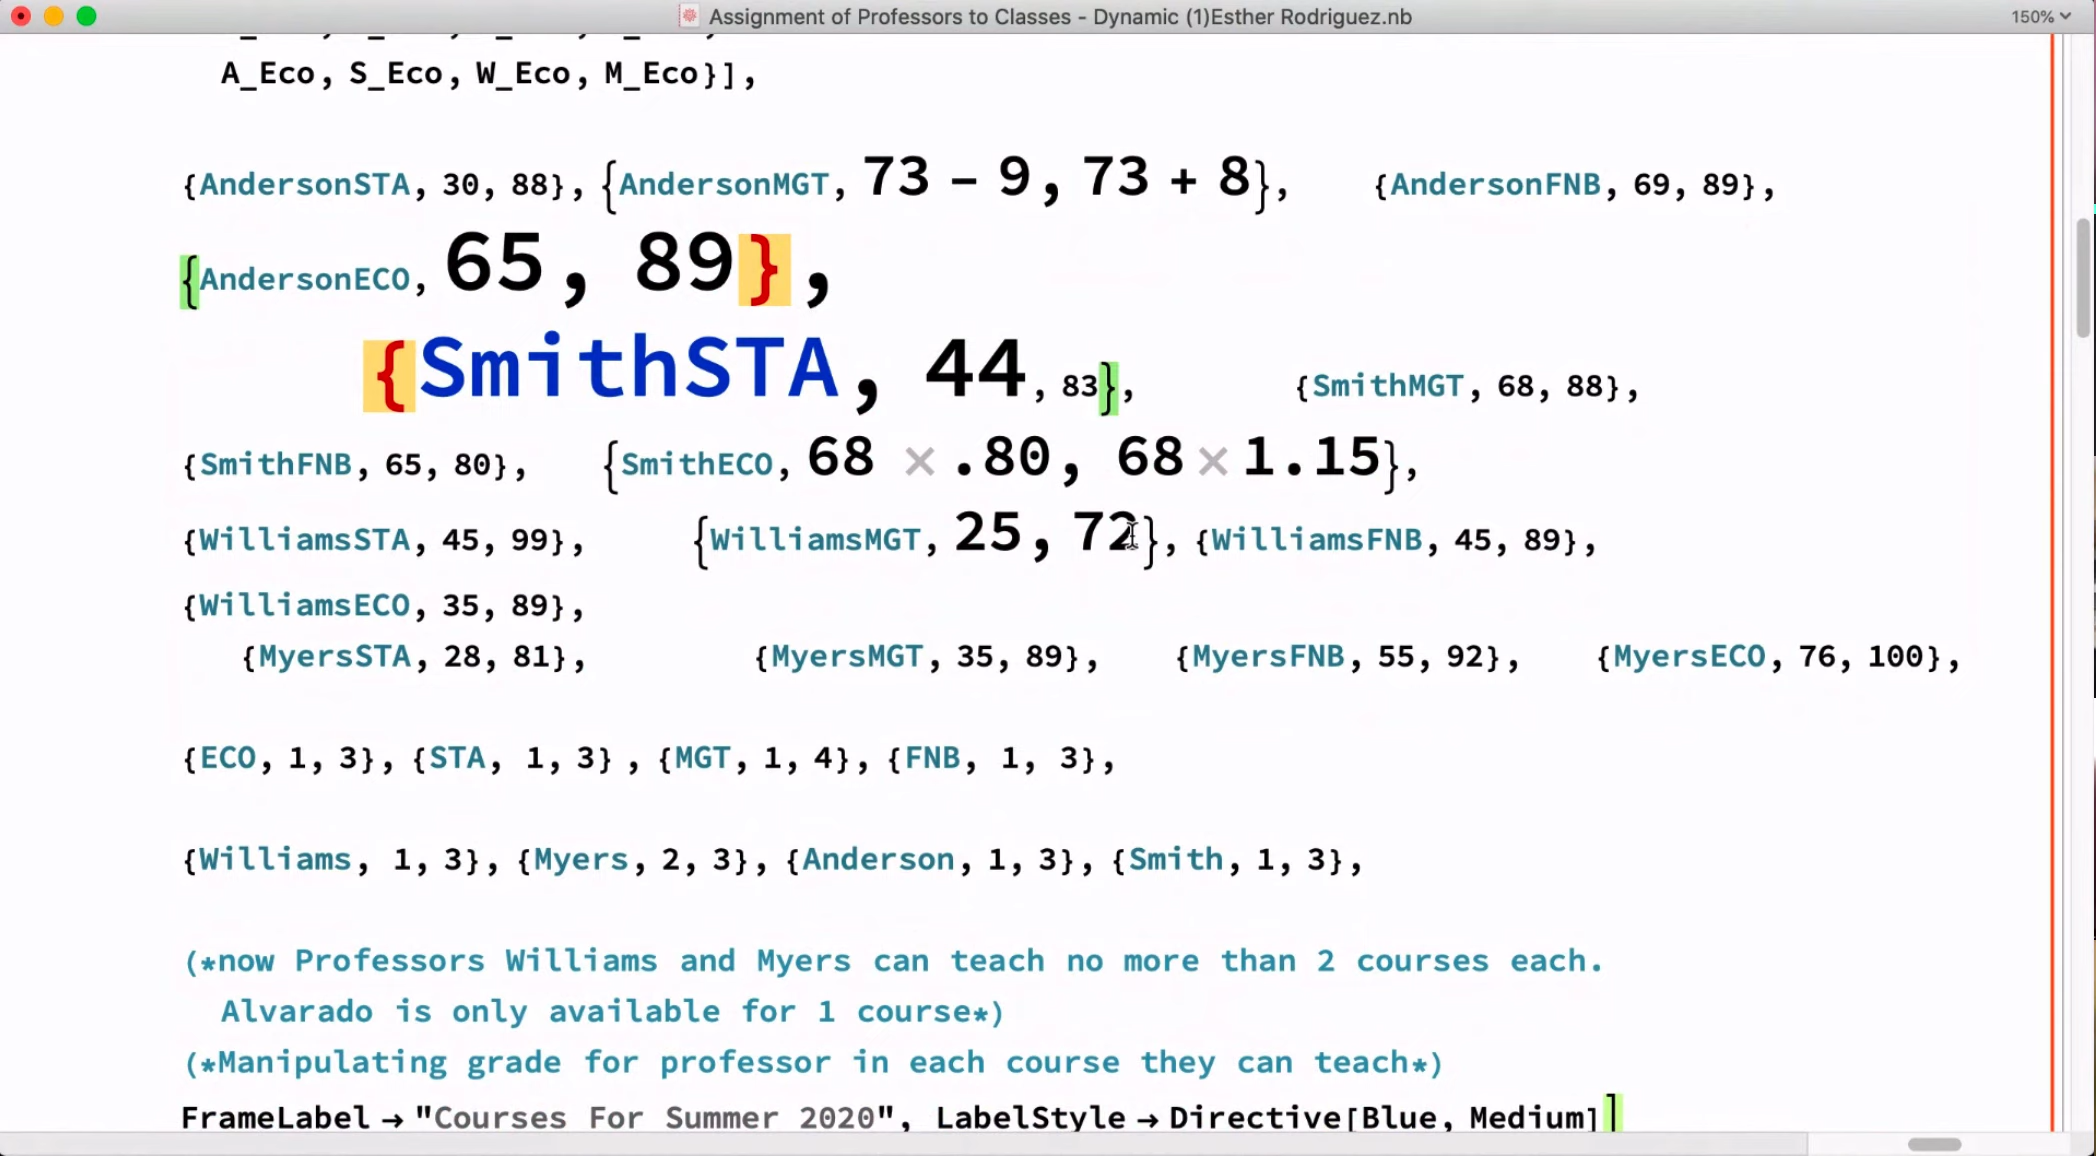 Assignment of Professors to Classes - Dynamic (1)Esther Rodriguez.nb
150%
A_Eco, S_Eco, W_Eco, M_Eco}],
{AndersonSTA, 30, 88}, {AndersonMGT, 73 − 9, 73 + 8}, {AndersonFNB, 69, 89},
{AndersonECO, 65, 89},
{SmithSTA, 44, 83}, {SmithMGT, 68, 88},
{SmithFNB, 65, 80}, {SmithECO, 68 × .80, 68 × 1.15},
{WilliamsSTA, 45, 99}, {WilliamsMGT, 25, 72}, {WilliamsFNB, 45, 89},
{WilliamsECO, 35, 89},
{MyersSTA, 28, 81}, {MyersMGT, 35, 89}, {MyersFNB, 55, 92}, {MyersECO, 76, 100},
{ECO, 1, 3}, {STA, 1, 3} , {MGT, 1, 4}, {FNB, 1, 3},
{Williams, 1, 3}, {Myers, 2, 3}, {Anderson, 1, 3}, {Smith, 1, 3},
(*now Professors Williams and Myers can teach no more than 2 courses each.
Alvarado is only available for 1 course*)
(*Manipulating grade for professor in each course they can teach*)
FrameLabel → "Courses For Summer 2020", LabelStyle → Directive[Blue, Medium]]